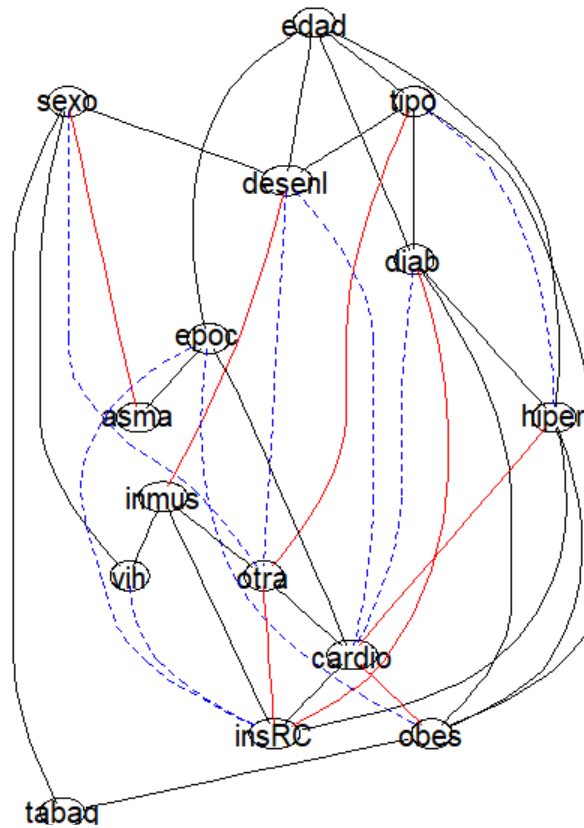 edad
sexo
tipo
desenl
diab
epoc
asma
hiper
inmus
vih
otra
cardio
insRC
obes
tabaq